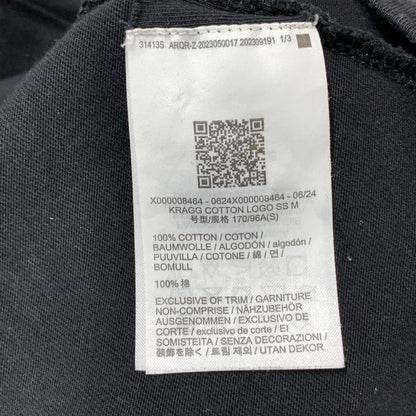 314135 ARQR-Z-2023050017 202309191 1/3
X000008464 - 0624X000008464 - 06/24
KRAGG COTTON LOGO SS M
号型/规格 170/96A(S)
100% COTTON / COTON /
BAUMWOLLE / ALGODÓN / algodón /
PUUVILLA / COTONE / 綿 / 면 /
BOMULL
100% 棉
EXCLUSIVE OF TRIM / GARNITURE
NON-COMPRISE / NÄHZUBEHÖR
AUSGENOMMEN / EXCLUSIVO DE
CORTE / exclusivo de corte / EI
SOMISTEITA / SENZA DECORAZIONI /
装飾を除く / 트림 제외 / UTAN DEKOR